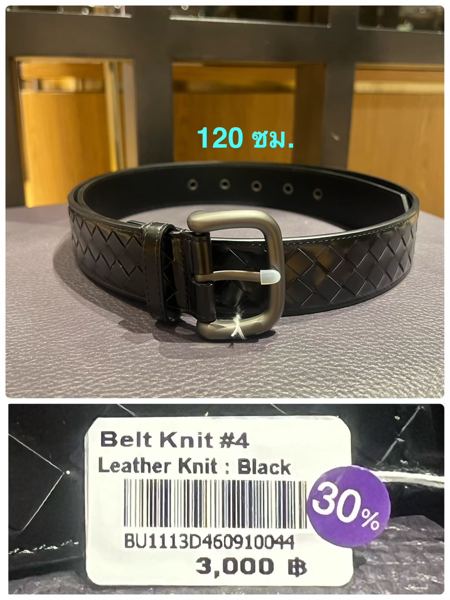 120 ซม.
Belt Knit #4
Leather Knit : Black
30%
BU1113D460910044
3,000 ฿